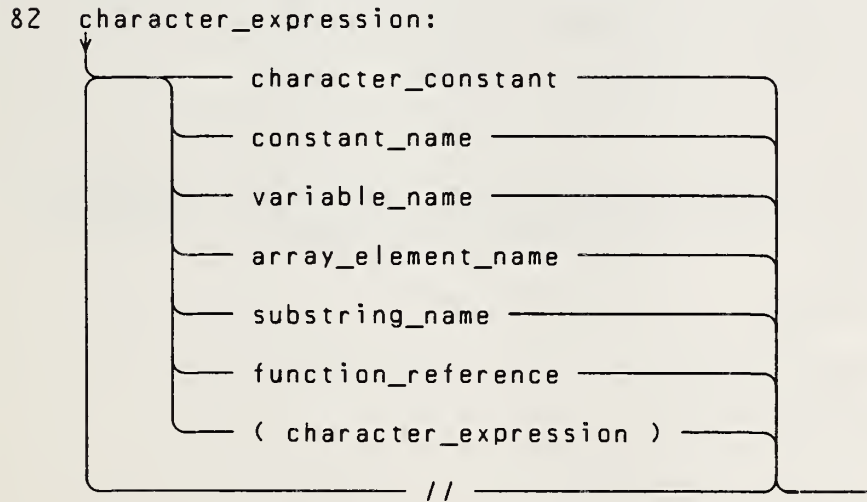 82 character_expression:
character_constant
constant_name
variable_name
array_element_name
substring_name
function_reference
( character_expression )
//